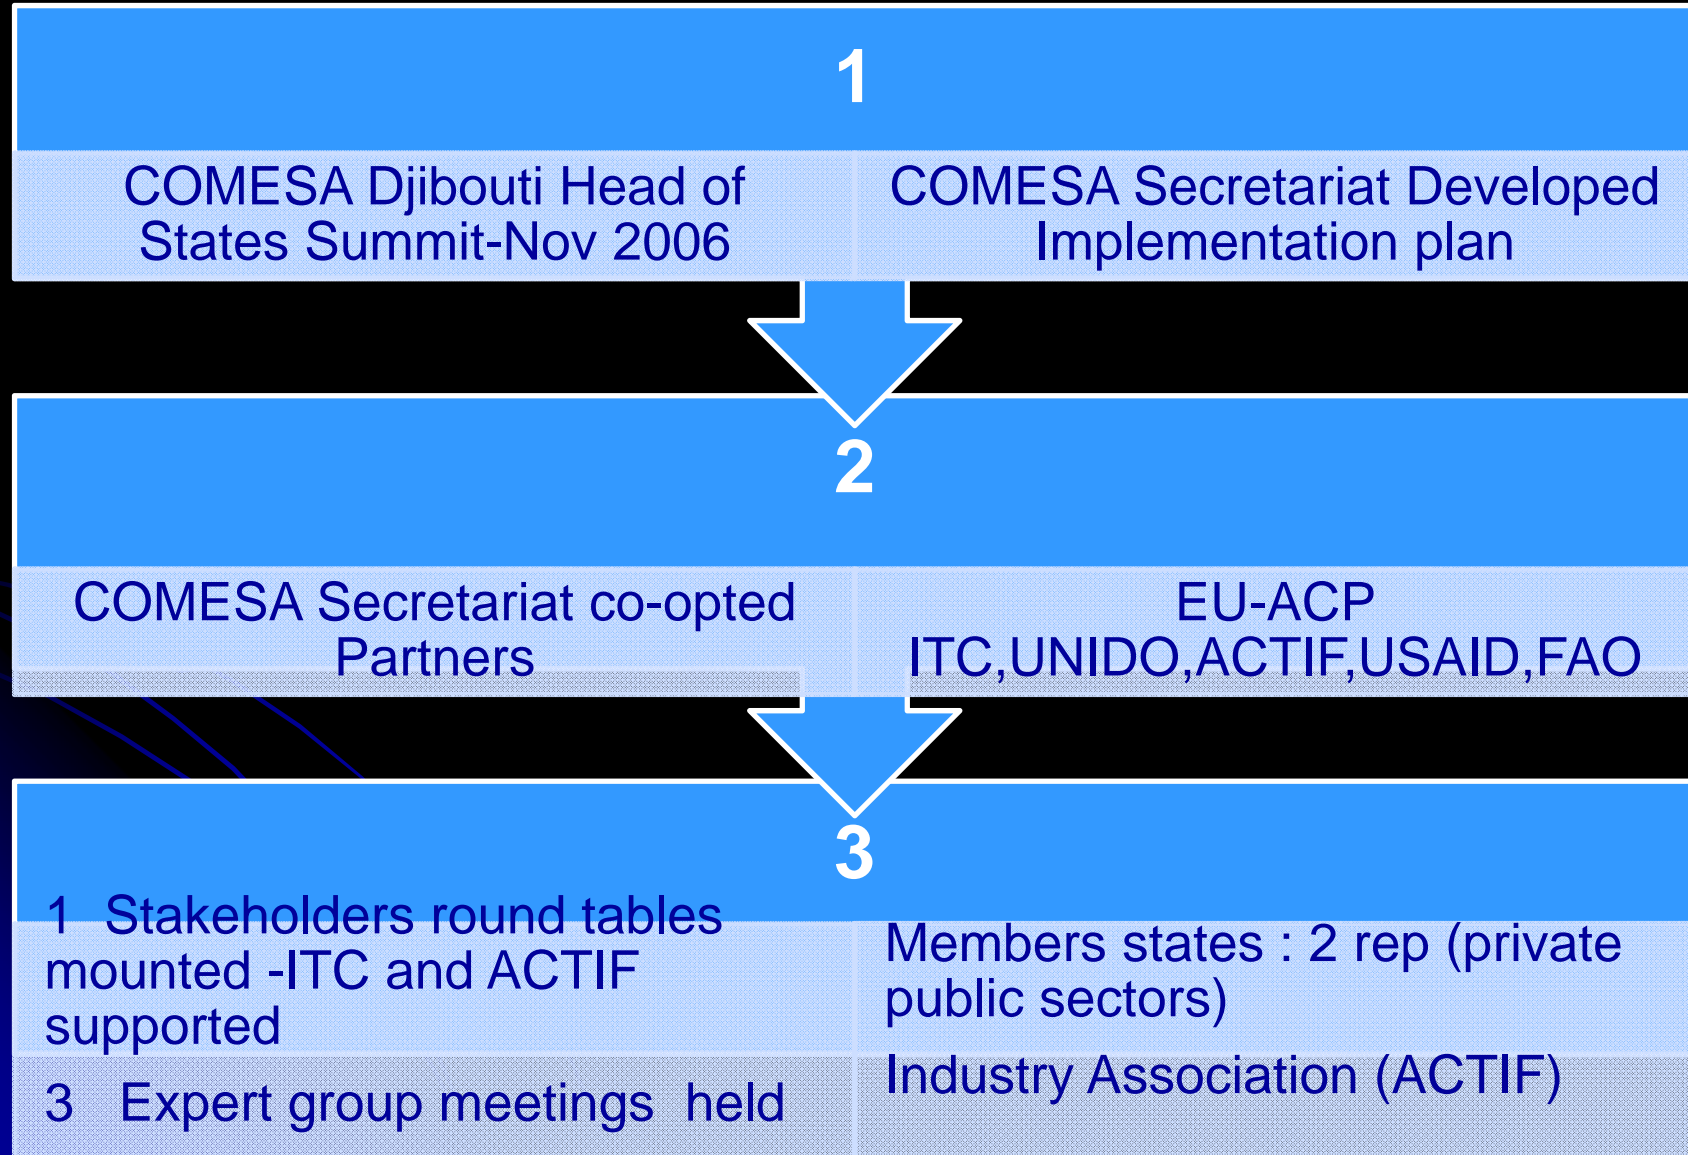 1
COMESA Djibouti Head of
States Summit-Nov 2006
COMESA Secretariat Developed
Implementation plan
2
COMESA Secretariat co-opted
Partners
EU-ACP
ITC,UNIDO,ACTIF,USAID,FAO
3
1 Stakeholders round tables
mounted -ITC and ACTIF
supported
3 Expert group meetings held
Members states : 2 rep (private
public sectors)
Industry Association (ACTIF)